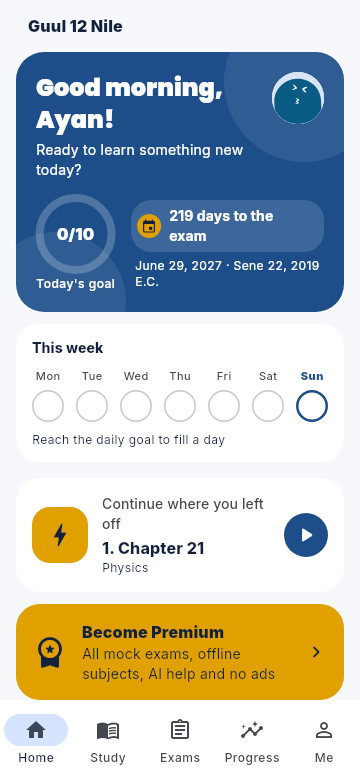 Guul 12 Nile
Good morning,
Ayan!
Ready to learn something new
today?
0/10
Today's goal
219 days to the
exam
June 29, 2027 · Sene 22, 2019
E.C.
This week
Mon Tue Wed Thu Fri Sat Sun
Reach the daily goal to fill a day
Continue where you left
off
1. Chapter 21
Physics
Become Premium
All mock exams, offline
subjects, AI help and no ads
Home Study Exams Progress Me